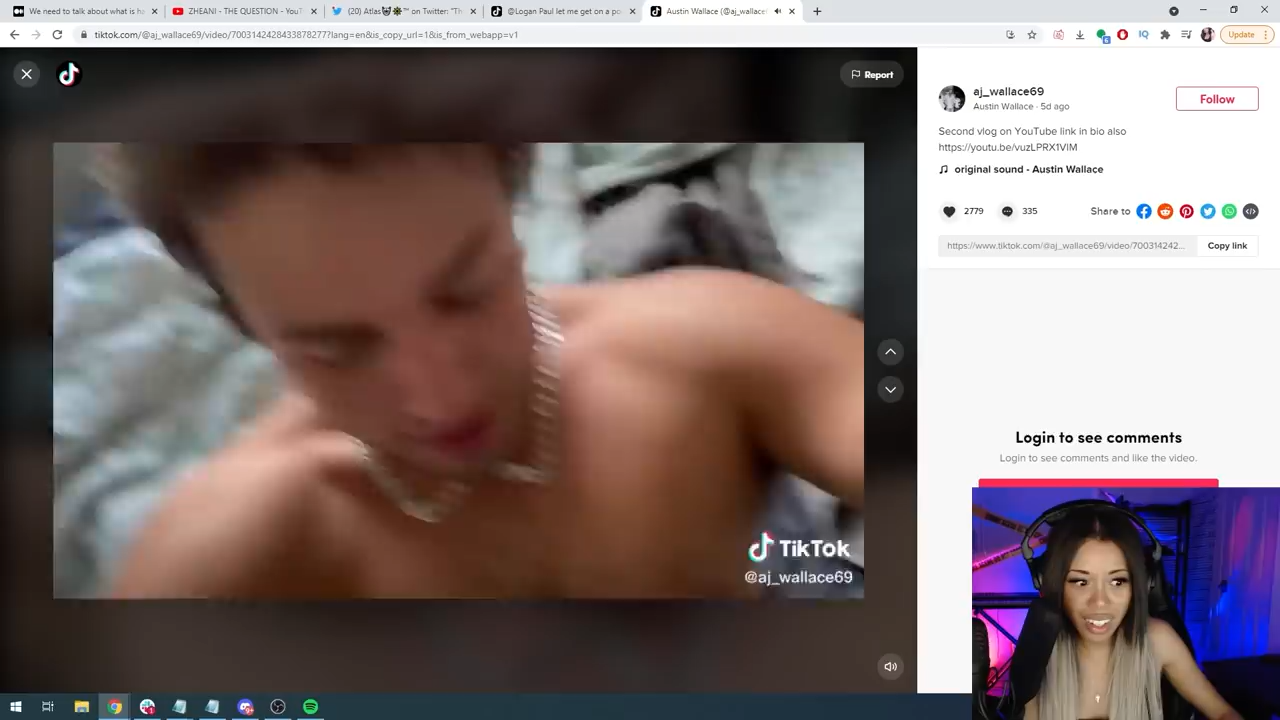 We need to talk about what is ha
ZHEANI - THE QUESTION - YouT
(20) Atlas🐻🌻™ on Twitter: "Th
@Logan Paul let me get on a po
Austin Wallace (@aj_wallace
tiktok.com/@aj_wallace69/video/7003142428433878277?lang=en&is_copy_url=1&is_from_webapp=v1
Update
Report
aj_wallace69
Austin Wallace · 5d ago
Follow
Second vlog on YouTube link in bio also
https://youtu.be/vuzLPRX1VlM
original sound - Austin Wallace
2779
335
Share to
https://www.tiktok.com/@aj_wallace69/video/700314242...
Copy link
Login to see comments
Login to see comments and like the video.
TikTok
@aj_wallace69